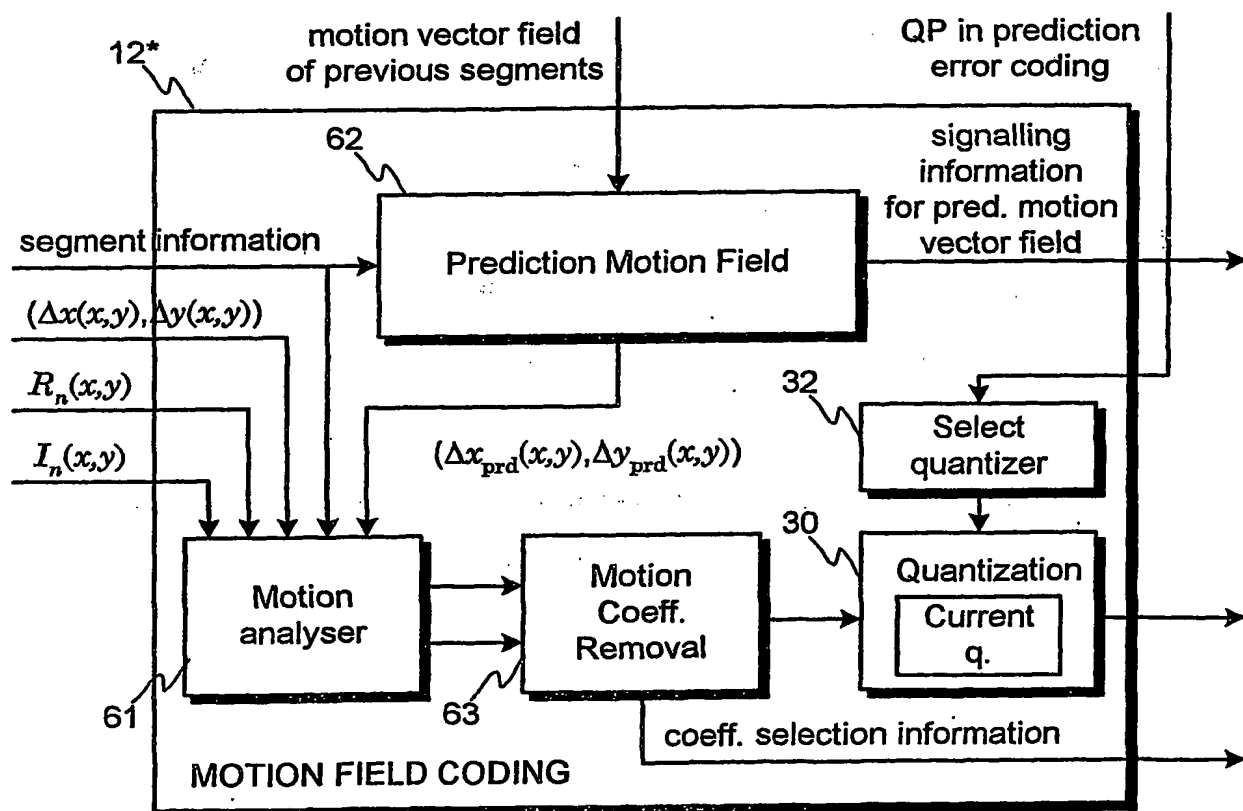 12*
motion vector field
of previous segments
QP in prediction
error coding
62
signalling
information
for pred. motion
vector field
segment information
Prediction Motion Field
(Δx(x,y),Δy(x,y))
R_n(x,y)
I_n(x,y)
(Δx_prd(x,y),Δy_prd(x,y))
32
Select
quantizer
30
Motion
analyser
Motion
Coeff.
Removal
Quantization
Current
q.
61
63
coeff. selection information
MOTION FIELD CODING